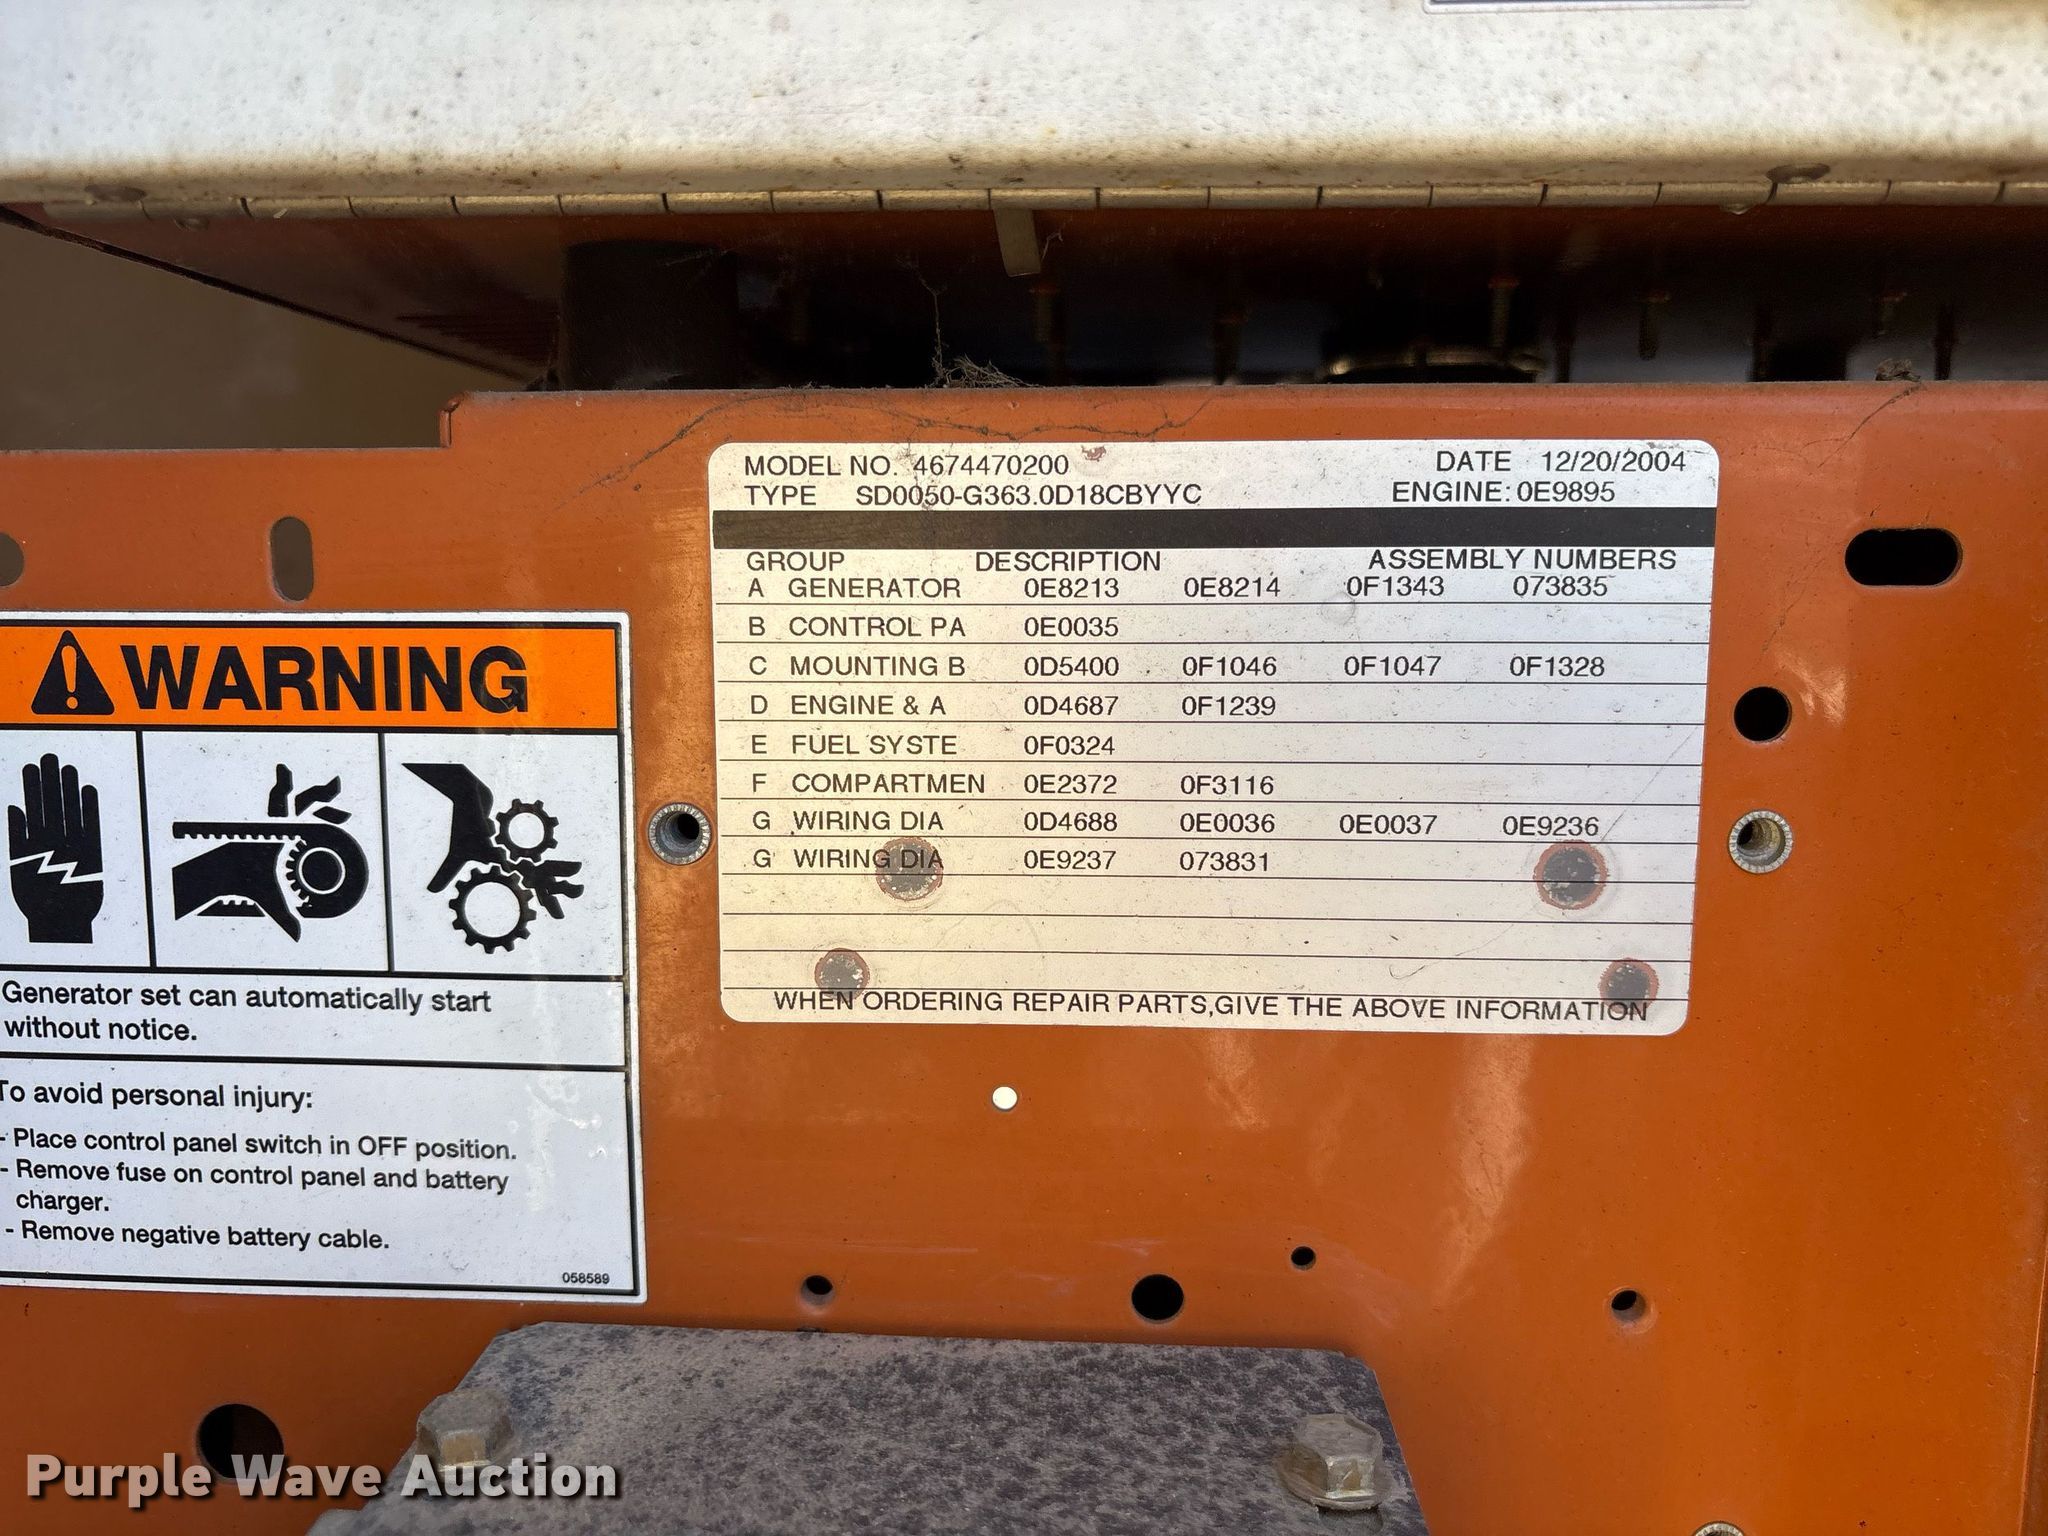 MODEL NO. 4674470200 DATE 12/20/2004
TYPE SD0050-G363.0D18CBYYC ENGINE: 0E9895
GROUP DESCRIPTION ASSEMBLY NUMBERS
A GENERATOR 0E8213 0E8214 0F1343 073835
B CONTROL PA 0E0035
C MOUNTING B 0D5400 0F1046 0F1047 0F1328
D ENGINE & A 0D4687 0F1239
E FUEL SYSTE 0F0324
F COMPARTMEN 0E2372 0F3116
G WIRING DIA 0D4688 0E0036 0E0037 0E9236
G WIRING DIA 0E9237 073831
WHEN ORDERING REPAIR PARTS,GIVE THE ABOVE INFORMATION
WARNING
Generator set can automatically start
without notice.
To avoid personal injury:
- Place control panel switch in OFF position.
- Remove fuse on control panel and battery
charger.
- Remove negative battery cable.
058589
Purple Wave Auction